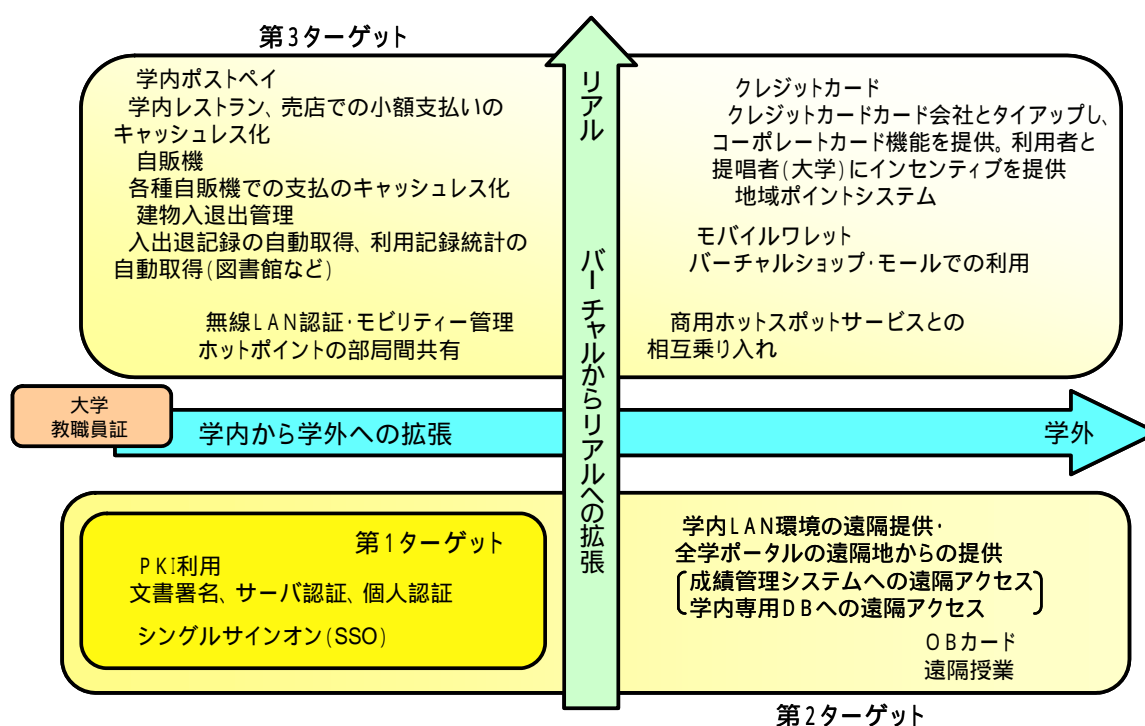 第3ターゲット
学内ポストペイ
学内レストラン、売店での小額支払いの
キャッシュレス化
自販機
各種自販機での支払のキャッシュレス化
建物入退出管理
入出退記録の自動取得、利用記録統計の
自動取得(図書館など)
無線LAN認証・モビリティー管理
ホットポイントの部局間共有
リアル
バーチャルからリアルへの拡張
クレジットカード
クレジットカードカード会社とタイアップし、
コーポレートカード機能を提供。利用者と
提唱者(大学)にインセンティブを提供
地域ポイントシステム
モバイルワレット
バーチャルショップ・モールでの利用
商用ホットスポットサービスとの
相互乗り入れ
大学
教職員証
学内から学外への拡張
学外
第1ターゲット
PKI利用
文書署名、サーバ認証、個人認証
シングルサインオン(SSO)
学内LAN環境の遠隔提供・
全学ポータルの遠隔地からの提供
成績管理システムへの遠隔アクセス
学内専用DBへの遠隔アクセス
OBカード
遠隔授業
第2ターゲット